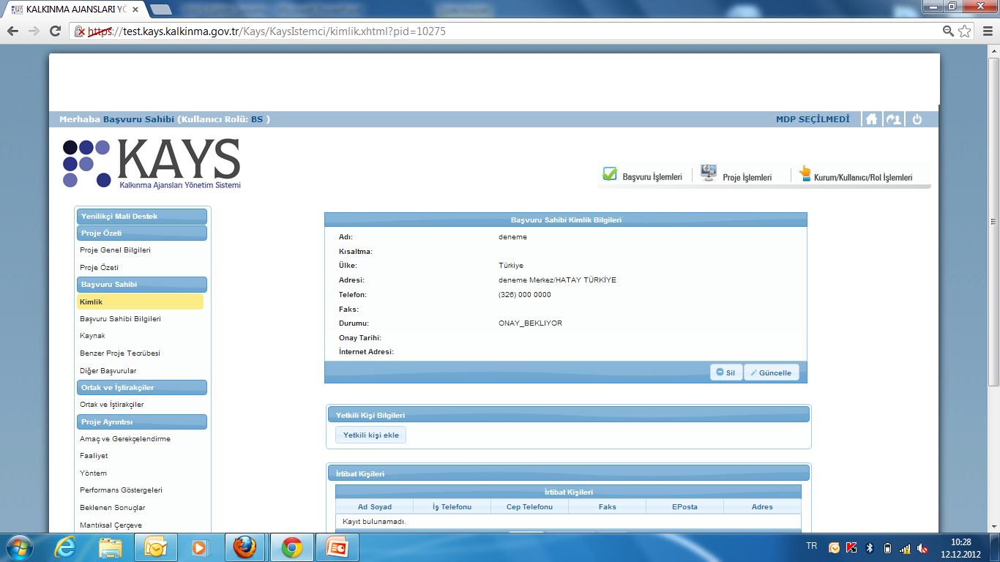 KALKINMA AJANSLARI YÖ
https://test.kays.kalkinma.gov.tr/Kays/KaysIstemci/kimlik.xhtml?pid=10275
Merhaba Başvuru Sahibi (Kullanıcı Rolü: BS )
MDP SEÇİLMEDİ
KAYS
Kalkınma Ajansları Yönetim Sistemi
Başvuru İşlemleri
Proje İşlemleri
Kurum/Kullanıcı/Rol İşlemleri
Yenilikçi Mali Destek
Proje Özeti
Proje Genel Bilgileri
Proje Özeti
Başvuru Sahibi
Kimlik
Başvuru Sahibi Bilgileri
Kaynak
Benzer Proje Tecrübesi
Diğer Başvurular
Ortak ve İştirakçiler
Ortak ve İştirakçiler
Proje Ayrıntısı
Amaç ve Gerekçelendirme
Faaliyet
Yöntem
Performans Göstergeleri
Beklenen Sonuçlar
Mantıksal Çerçeve
Başvuru Sahibi Kimlik Bilgileri
Adı: deneme
Kısaltma:
Ülke: Türkiye
Adresi: deneme Merkez/HATAY TÜRKİYE
Telefon: (326) 000 0000
Faks:
Durumu: ONAY_BEKLIYOR
Onay Tarihi:
İnternet Adresi:
Sil Güncelle
Yetkili Kişi Bilgileri
Yetkili kişi ekle
İrtibat Kişileri
İrtibat Kişileri
Ad Soyad İş Telefonu Cep Telefonu Faks EPosta Adres
Kayıt bulunamadı.
TR
10:28
12.12.2012